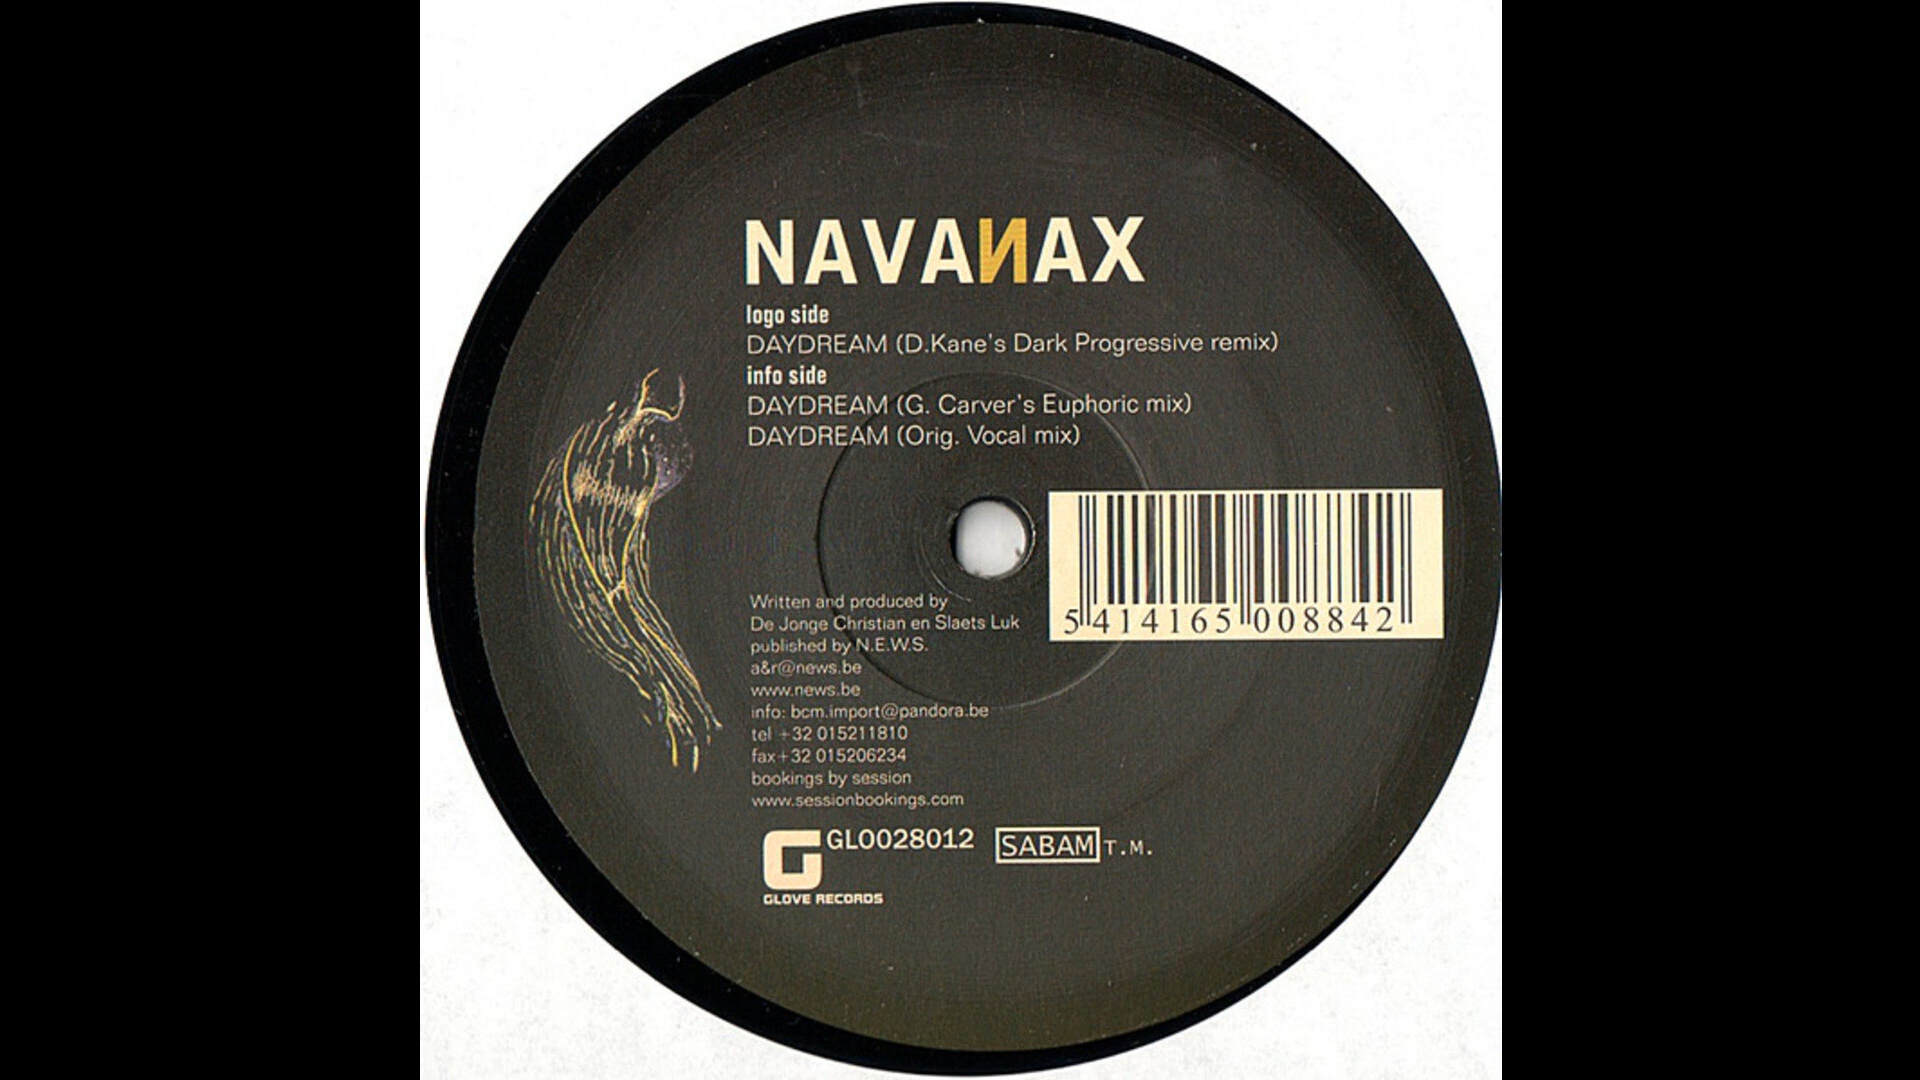 NAVAИAX
logo side
DAYDREAM (D.Kane's Dark Progressive remix)
info side
DAYDREAM (G. Carver's Euphoric mix)
DAYDREAM (Orig. Vocal mix)
5 414165 008842
Written and produced by
De Jonge Christian en Slaets Luk
published by N.E.W.S.
a&r@news.be
www.news.be
info: bcm.import@pandora.be
tel +32 015211810
fax+32 015206234
bookings by session
www.sessionbookings.com
G GLO028012 SABAM T.M.
GLOVE RECORDS